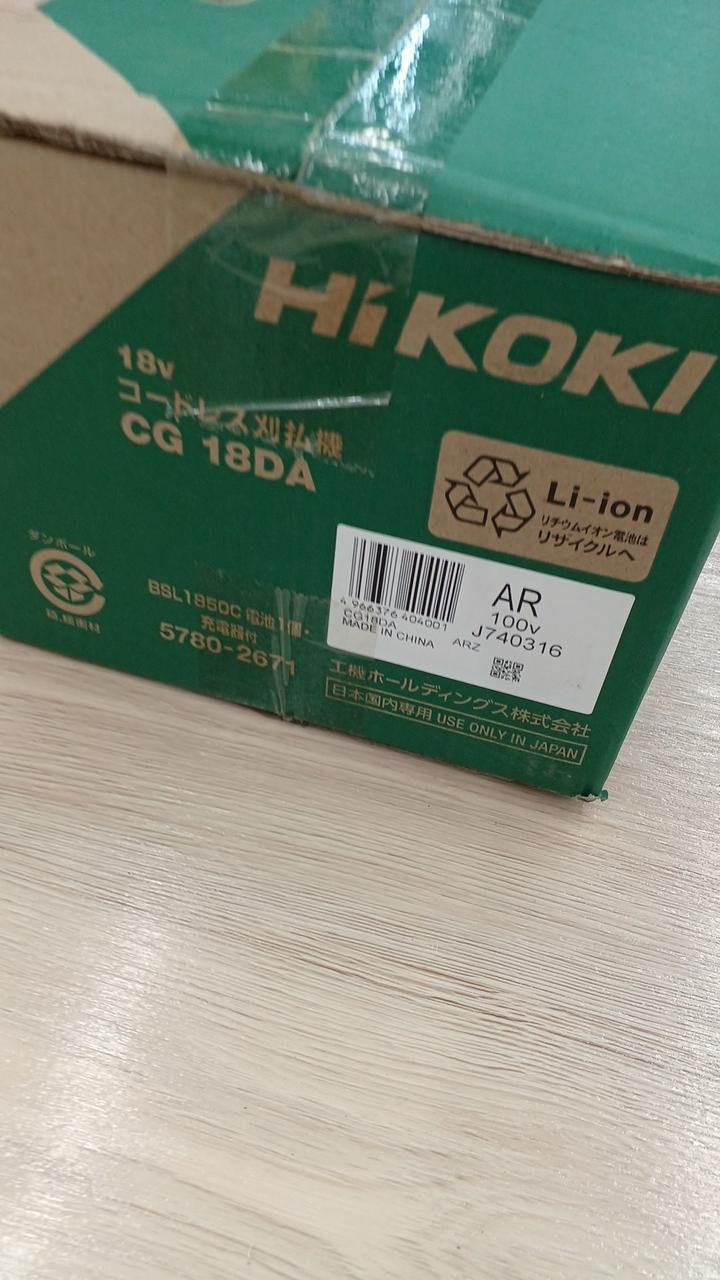 HiKOKI
18v
コードレス刈払機
CG 18DA
Li-ion
リチウムイオン電池は
リサイクルへ
ダンボール
BSL1850C 電池1個・
充電器付
5780-2671
4 966376 404001
CG18DA
MADE IN CHINA
ARZ
AR
100v
J740316
工機ホールディングス株式会社
日本国内専用 USE ONLY IN JAPAN